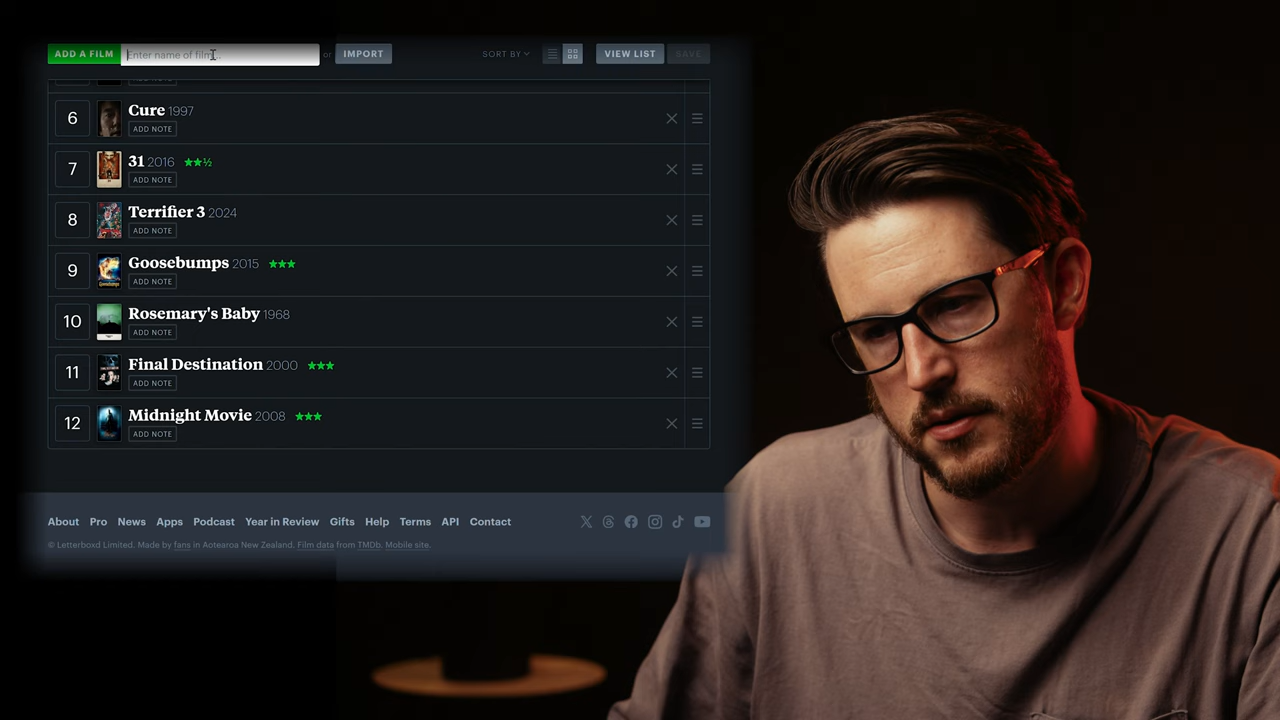 ADD A FILM Enter name of film... or IMPORT SORT BY VIEW LIST SAVE
ADD NOTE
6 Cure 1997
ADD NOTE
7 31 2016 ★★½
ADD NOTE
8 Terrifier 3 2024
ADD NOTE
9 Goosebumps 2015 ★★★
ADD NOTE
10 Rosemary's Baby 1968
ADD NOTE
11 Final Destination 2000 ★★★
ADD NOTE
12 Midnight Movie 2008 ★★★
ADD NOTE
About Pro News Apps Podcast Year in Review Gifts Help Terms API Contact
© Letterboxd Limited. Made by fans in Aotearoa New Zealand. Film data from TMDb. Mobile site.